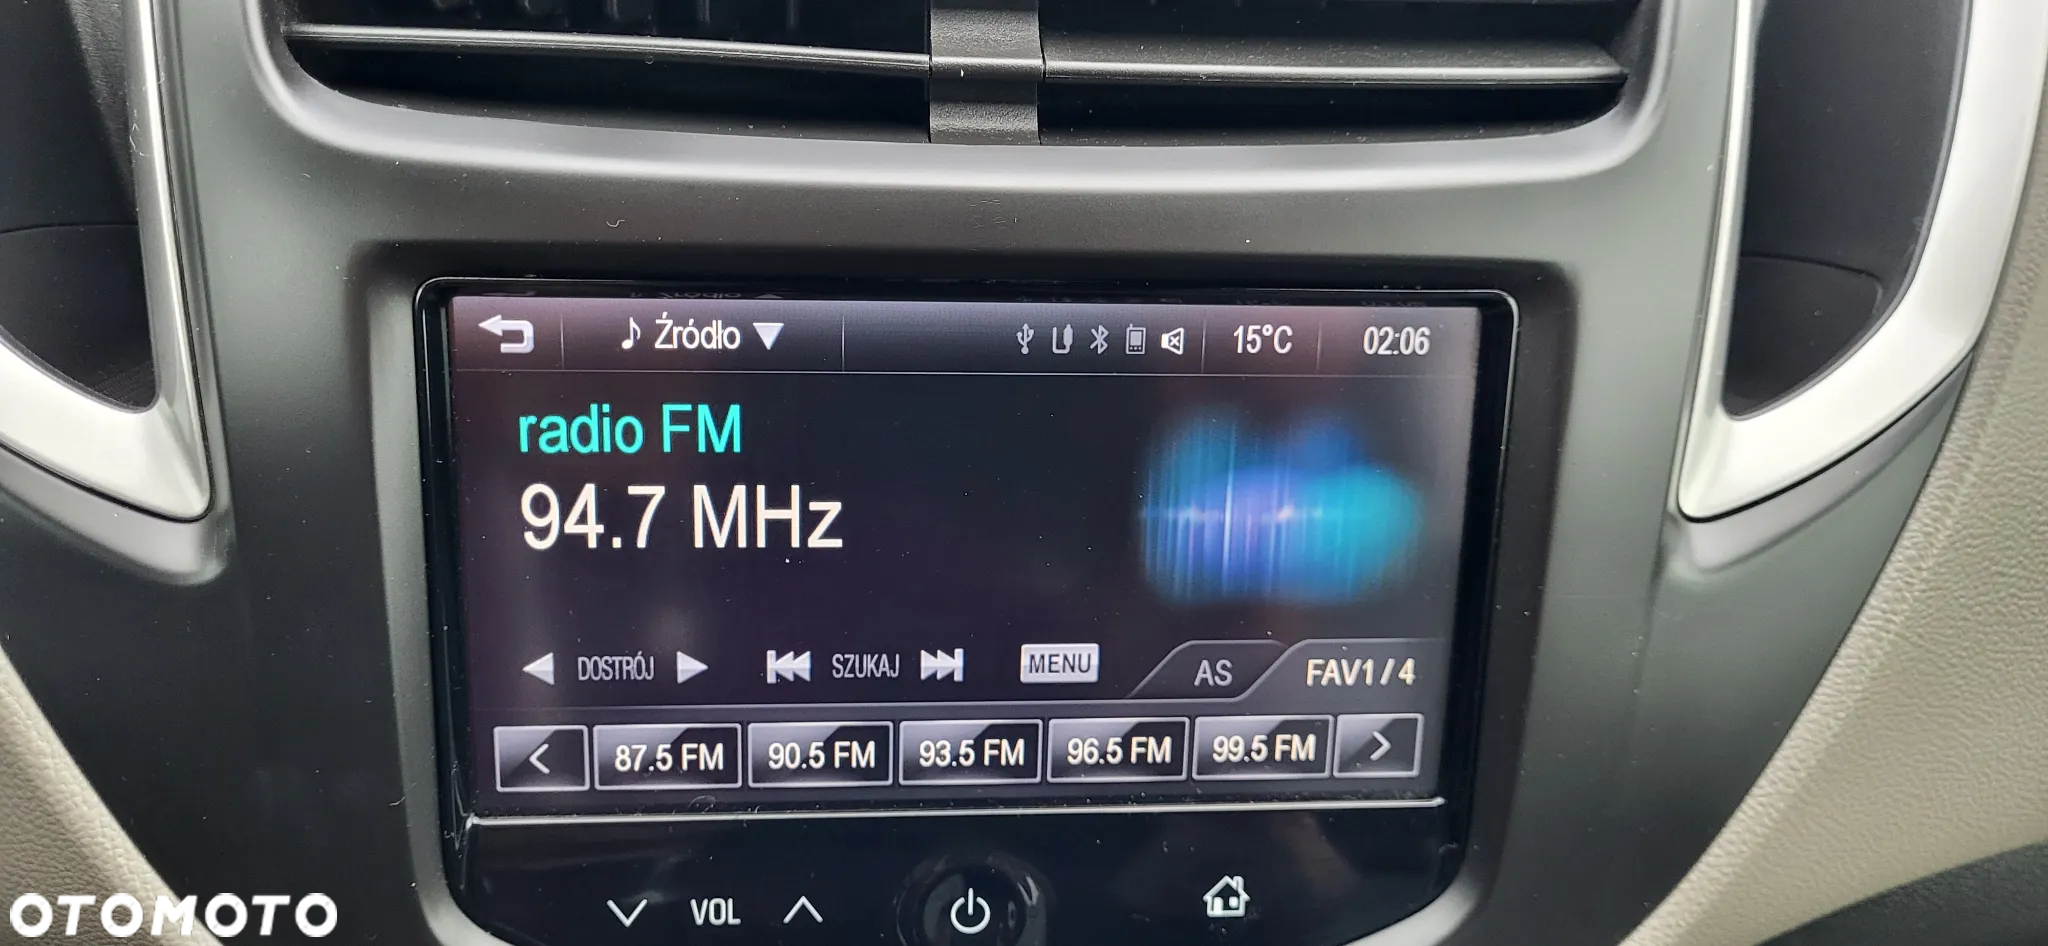 Źródło 15°C 02:06
radio FM
94.7 MHz
DOSTRÓJ SZUKAJ MENU AS FAV1/4
< 87.5 FM 90.5 FM 93.5 FM 96.5 FM 99.5 FM >
VOL
OTOMOTO